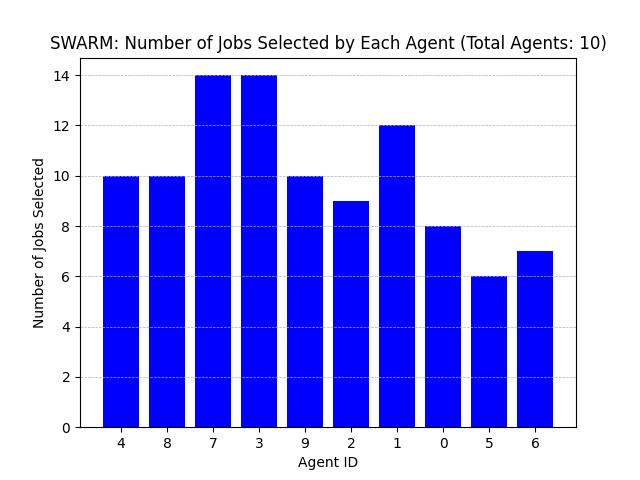 SWARM: Number of Jobs Selected by Each Agent (Total Agents: 10)
14
12
10
8
6
4
2
0
Number of Jobs Selected
4 8 7 3 9 2 1 0 5 6
Agent ID